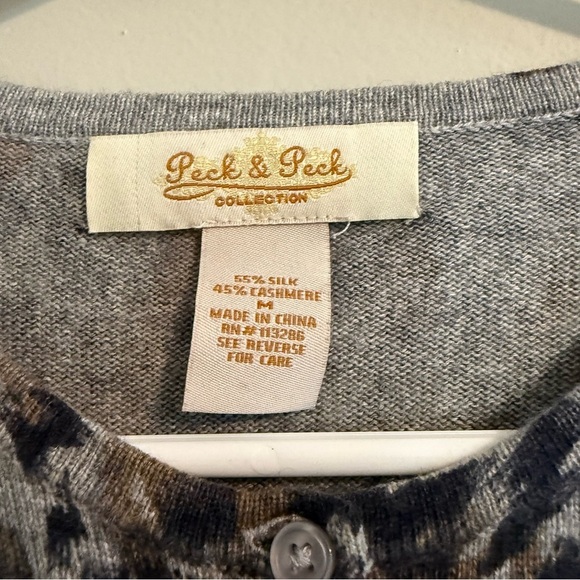 Peck & Peck
COLLECTION
55% SILK
45% CASHMERE
M
MADE IN CHINA
RN# 113286
SEE REVERSE
FOR CARE